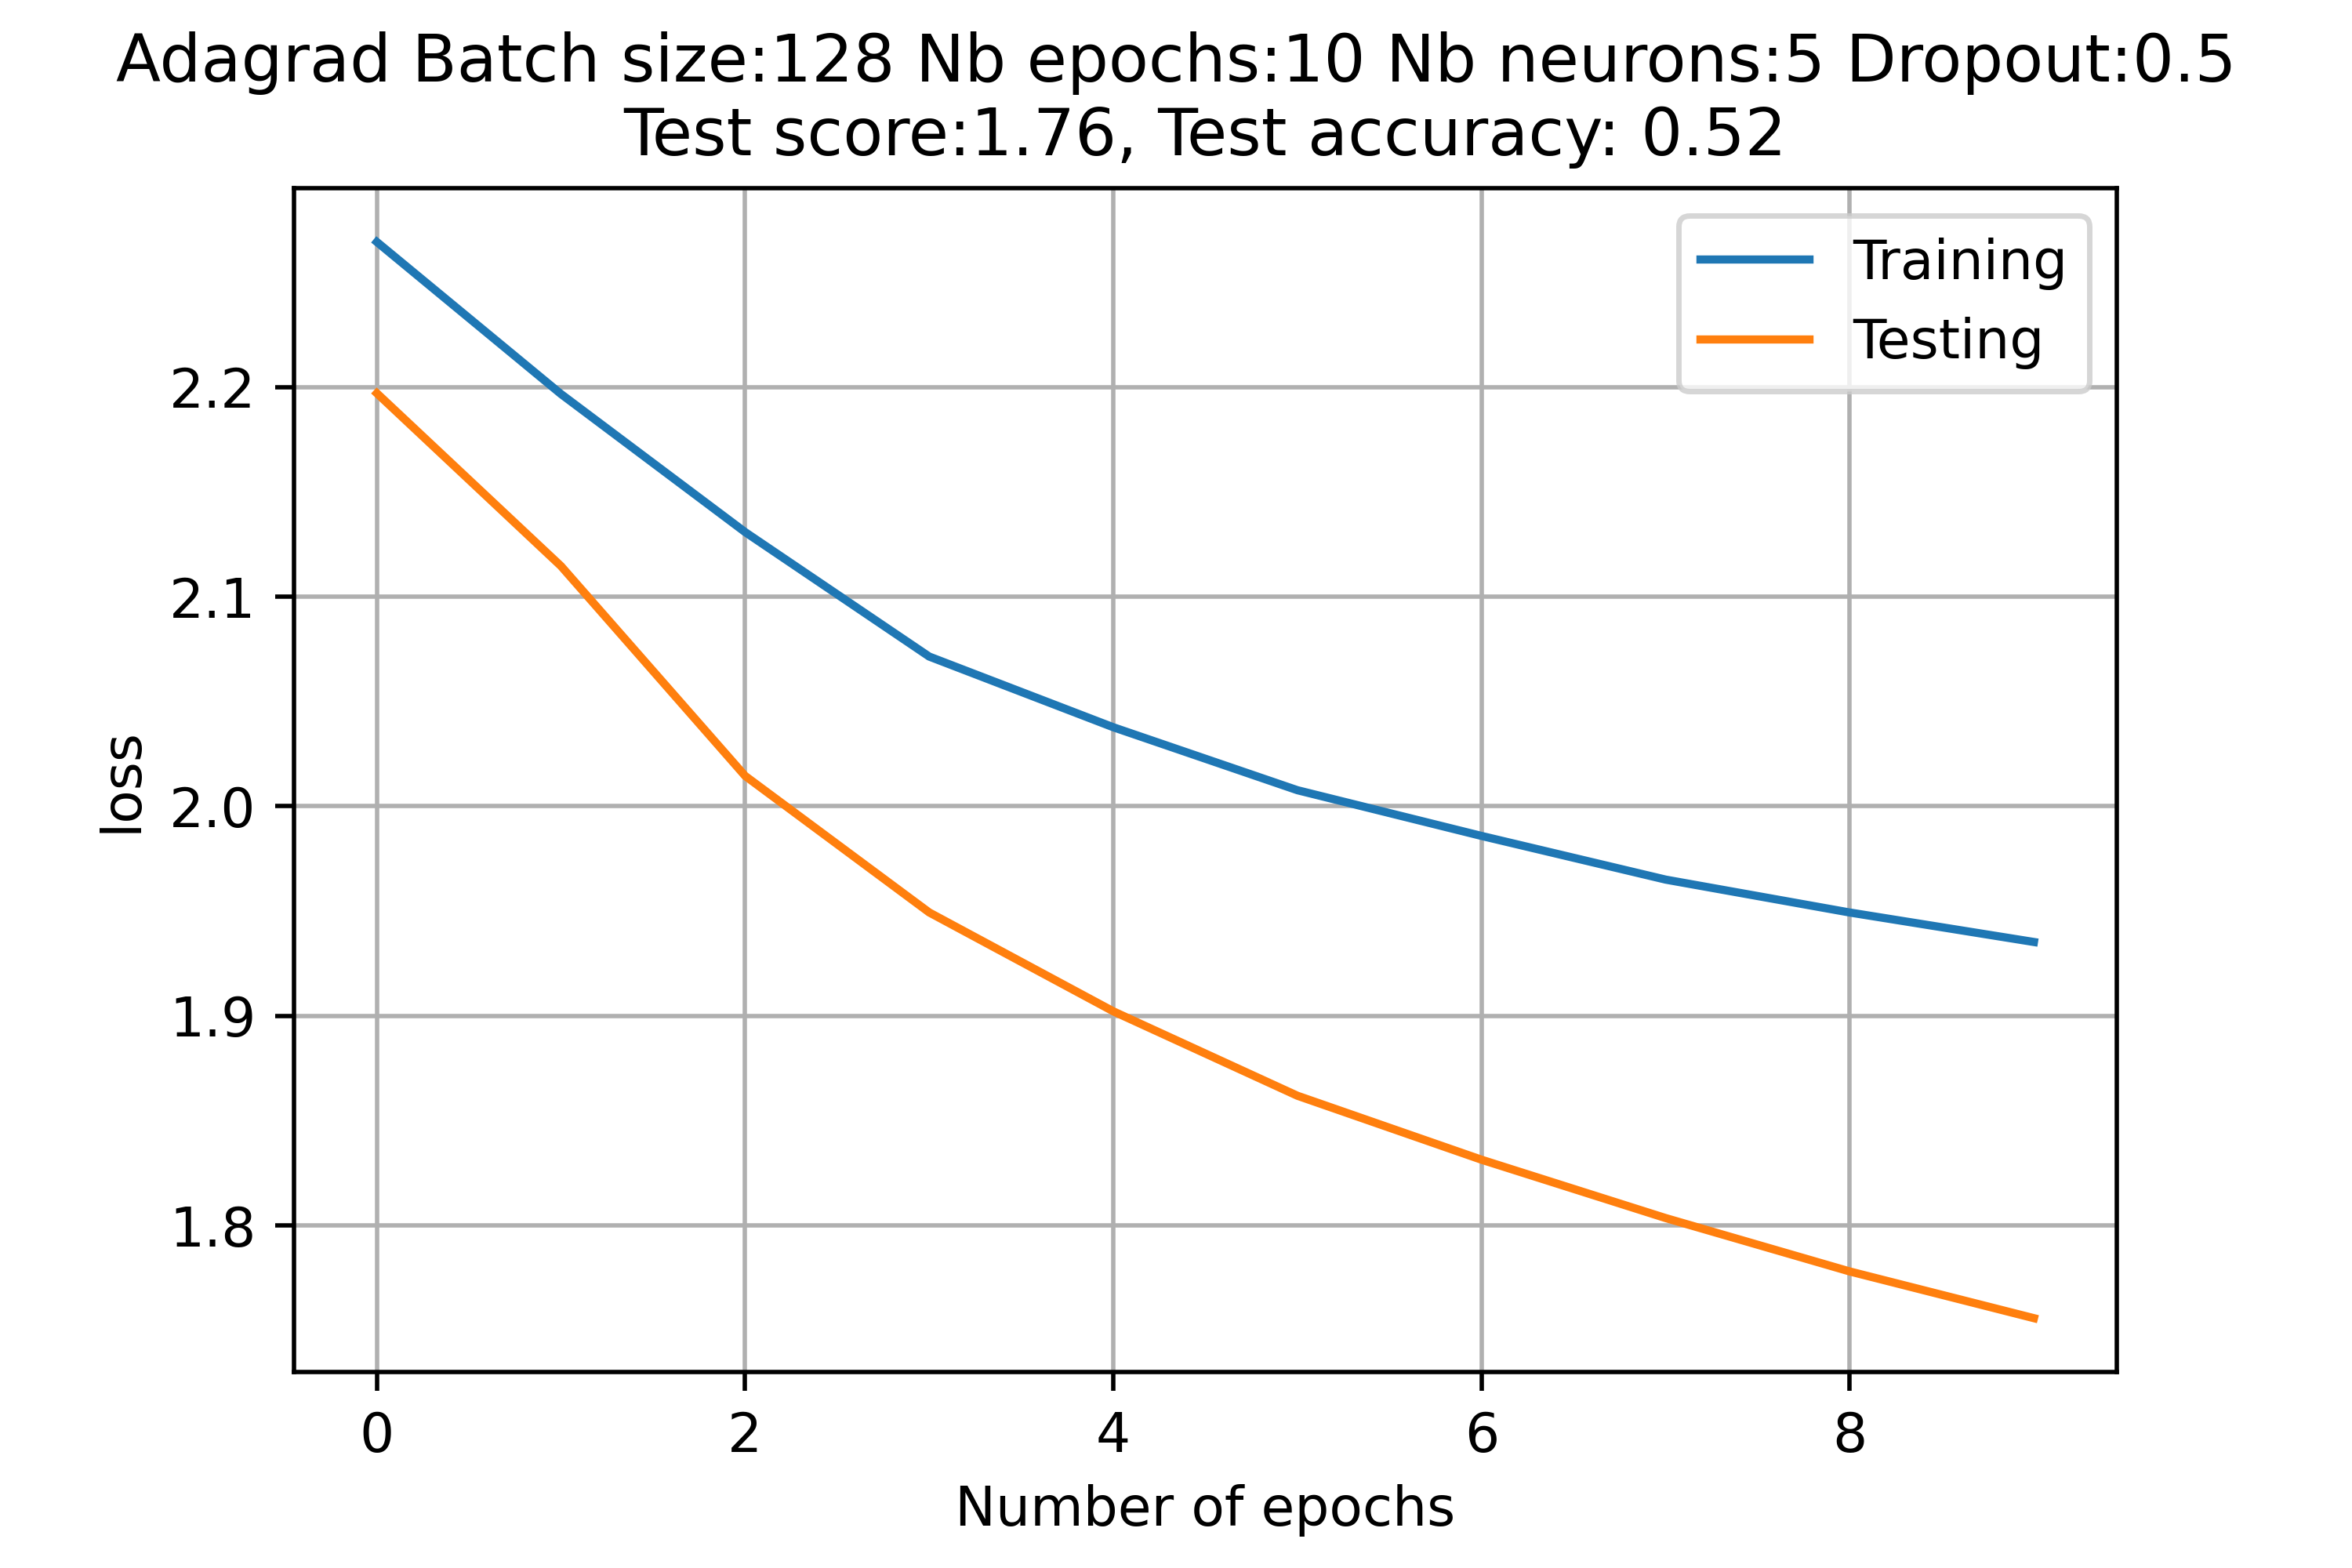 Adagrad Batch size:128 Nb epochs:10 Nb neurons:5 Dropout:0.5
Test score:1.76, Test accuracy: 0.52
Training
Testing
2.2
2.1
2.0
1.9
1.8
loss
0 2 4 6 8
Number of epochs